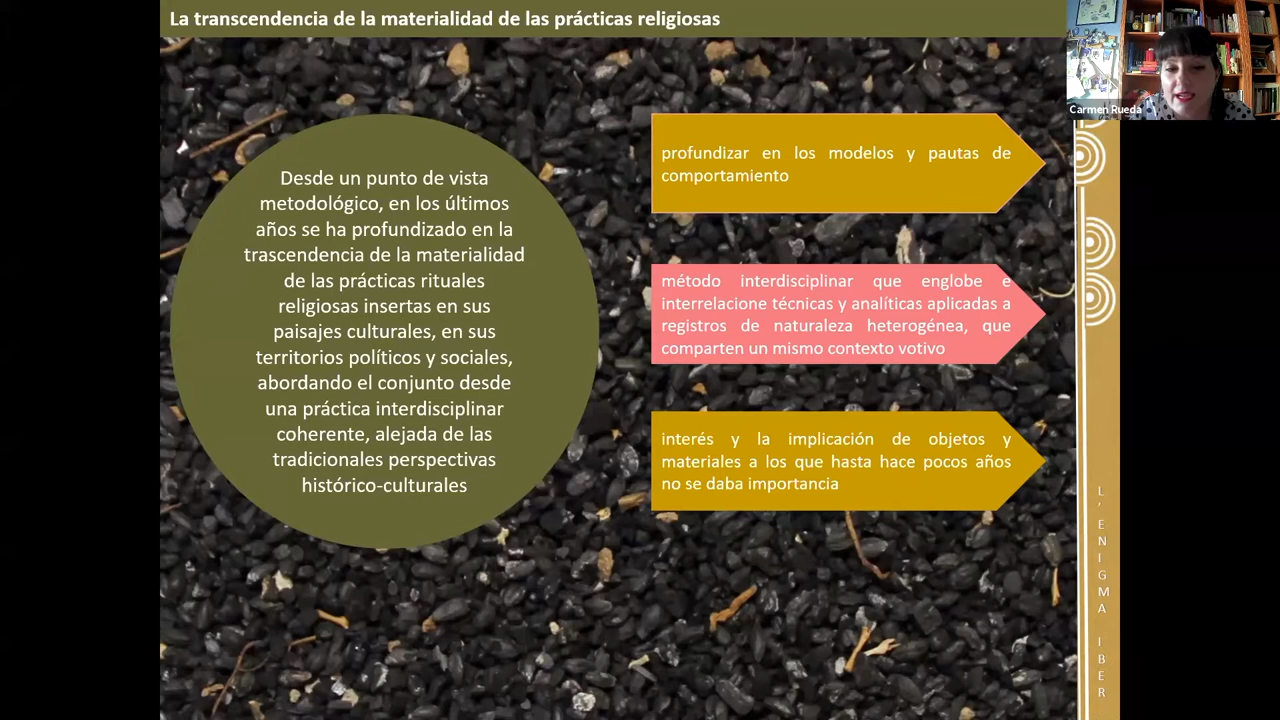 La transcendencia de la materialidad de las prácticas religiosas
Carmen Rueda
Desde un punto de vista
metodológico, en los últimos
años se ha profundizado en la
trascendencia de la materialidad
de las prácticas rituales
religiosas insertas en sus
paisajes culturales, en sus
territorios políticos y sociales,
abordando el conjunto desde
una práctica interdisciplinar
coherente, alejada de las
tradicionales perspectivas
histórico-culturales
profundizar en los modelos y pautas de
comportamiento
método interdisciplinar que englobe e
interrelacione técnicas y analíticas aplicadas a
registros de naturaleza heterogénea, que
comparten un mismo contexto votivo
interés y la implicación de objetos y
materiales a los que hasta hace pocos años
no se daba importancia
L'ENIGMA IBER